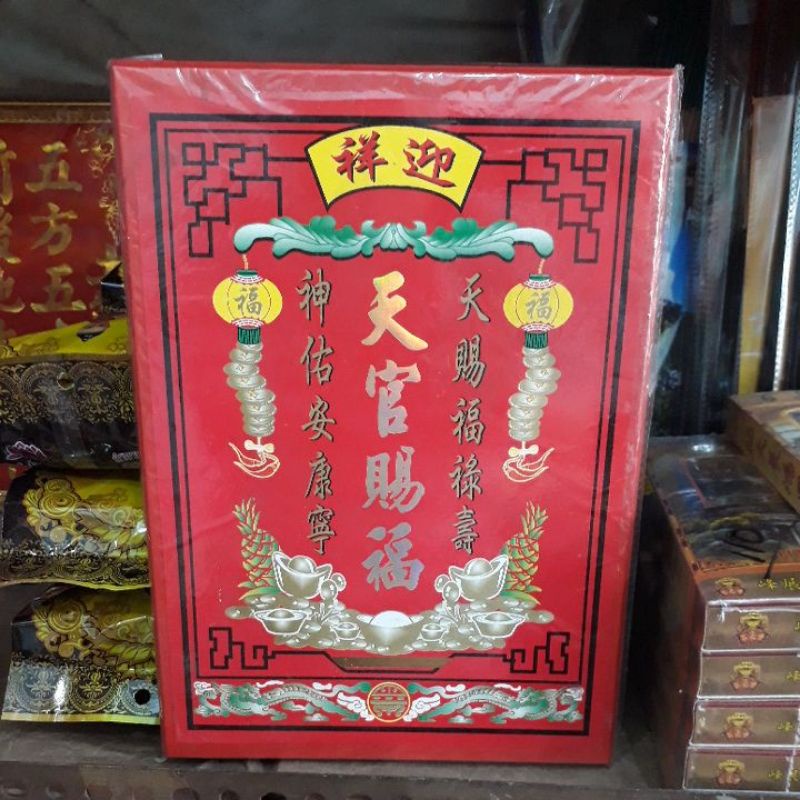 迎祥
天賜福祿壽
天官賜福
神佑安康寧
福
福
五方五